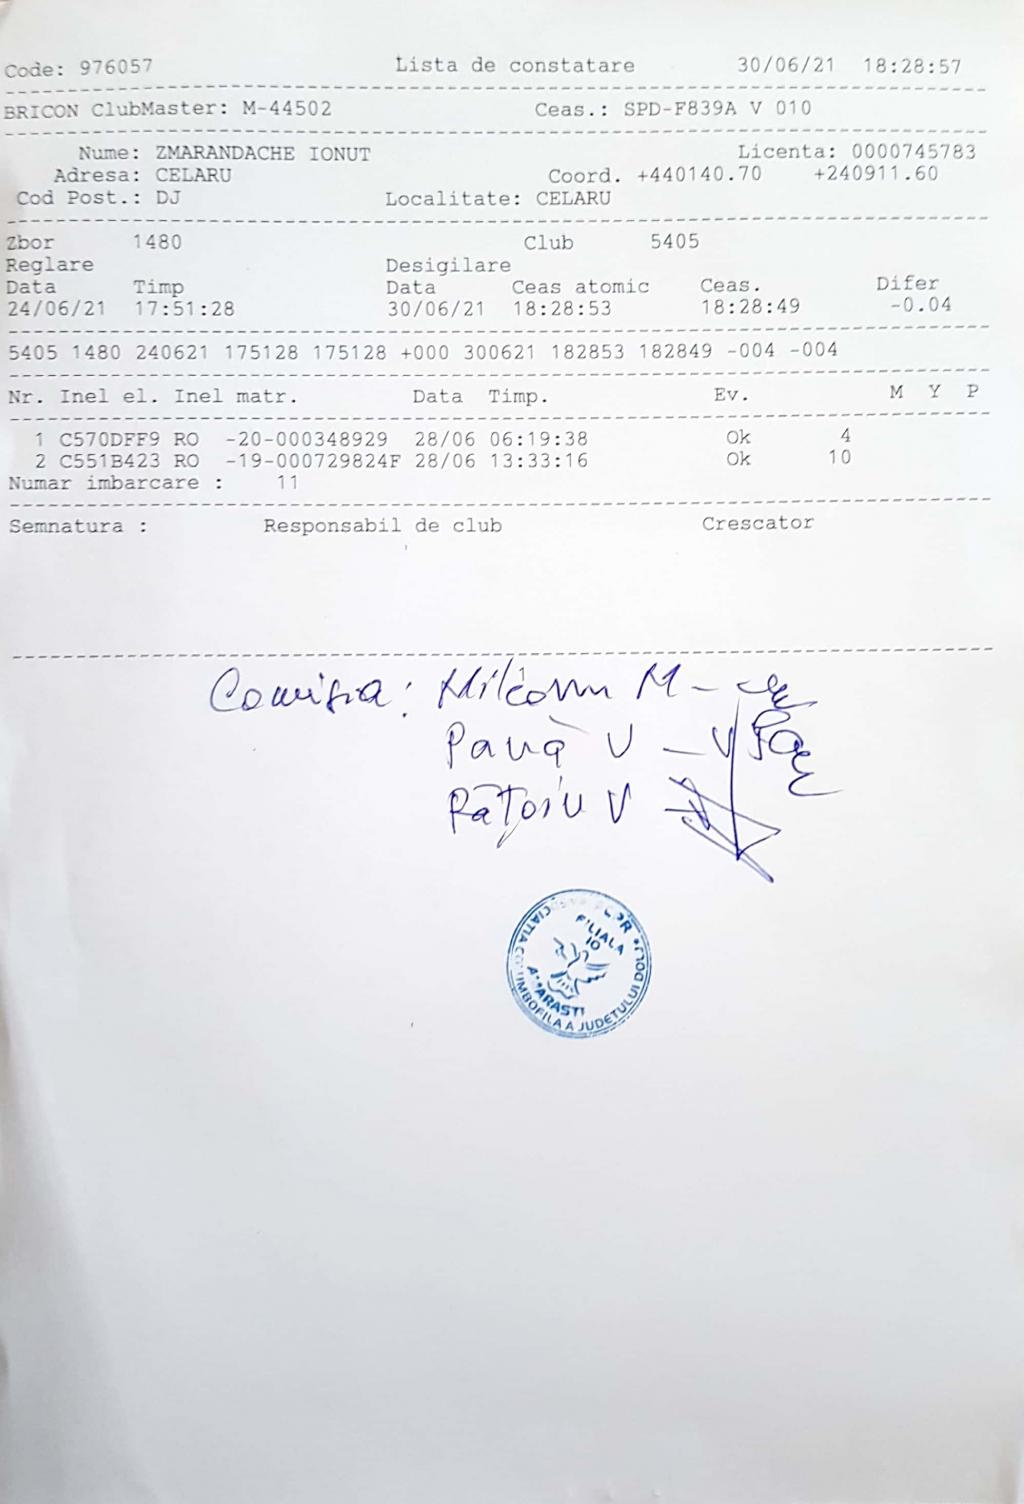 Code: 976057 Lista de constatare 30/06/21 18:28:57
BRICON ClubMaster: M-44502 Ceas.: SPD-F839A V 010
Nume: ZMARANDACHE IONUT Licenta: 0000745783
Adresa: CELARU Coord. +440140.70 +240911.60
Cod Post.: DJ Localitate: CELARU
Zbor 1480 Club 5405
Reglare Desigilare
Data Timp Data Ceas atomic Ceas. Difer
24/06/21 17:51:28 30/06/21 18:28:53 18:28:49 -0.04
5405 1480 240621 175128 175128 +000 300621 182853 182849 -004 -004
Nr. Inel el. Inel matr. Data Timp. Ev. M Y P
1 C570DFF9 RO -20-000348929 28/06 06:19:38 Ok 4
2 C551B423 RO -19-000729824F 28/06 13:33:16 Ok 10
Numar imbarcare : 11
Semnatura : Responsabil de club Crescator
Comisia: M -
Pană V -
Rățoiu V
FILIALA
10
JUDETULUI DOLJ